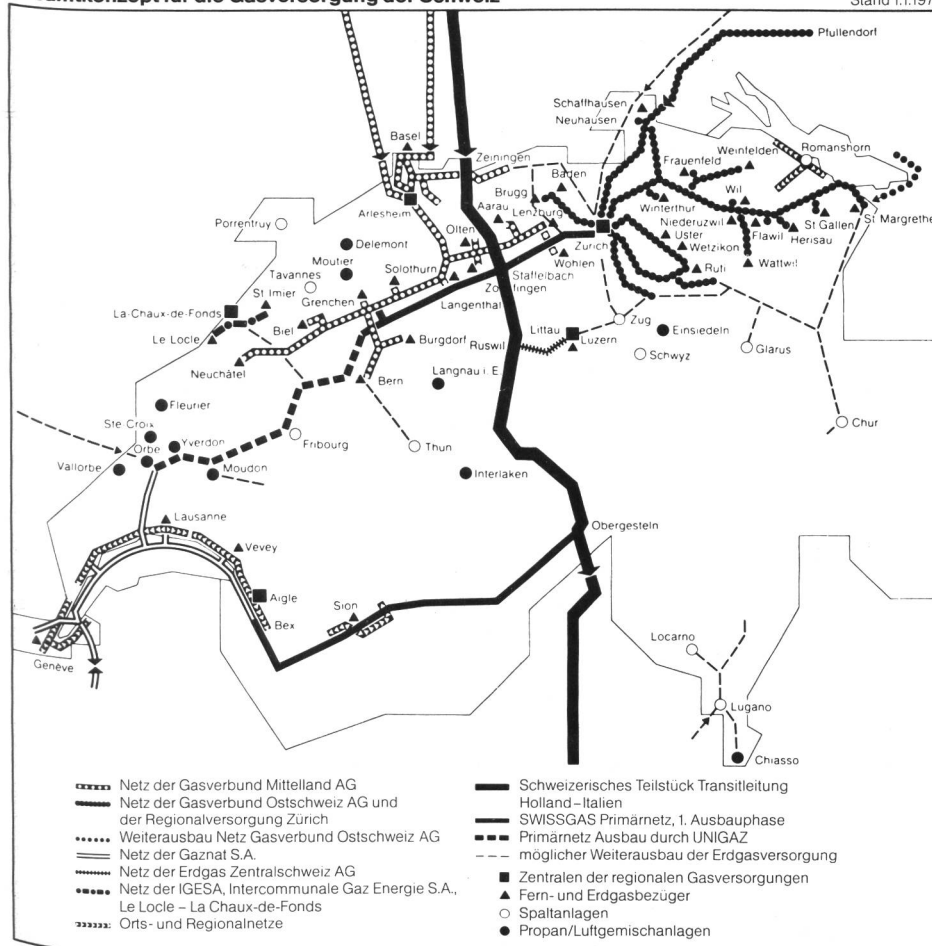 für die Gasversorgung der Schweiz
Stand 1.1.197
Pfullendorf
Schaffhausen
Neuhausen
Basel
Zeiningen
Baden
Frauenfeld
Weinfelden
Romanshorn
Brugg
Aarau
Lenzburg
Arlesheim
Porrentruy
Olten
Winterthur
Wil
Niederuzwil
Uster
Flawil
St Gallen
Herisau
St Margrethe
Delemont
Moutier
Zürich
Wetzikon
Wattwil
Wohlen
Tavannes
Solothurn
Staffelbach
Zofingen
Rüti
St Imier
Grenchen
Langenthal
La-Chaux-de-Fonds
Biel
Burgdorf
Littau
Zug
Einsiedeln
Le Locle
Ruswil
Luzern
Schwyz
Glarus
Neuchâtel
Bern
Langnau i. E.
Fleurier
Ste Croix
Yverdon
Fribourg
Thun
Chur
Orbe
Vallorbe
Moudon
Interlaken
Lausanne
Obergesteln
Vevey
Aigle
Sion
Bex
Locarno
Genève
Lugano
Chiasso
Netz der Gasverbund Mittelland AG
Netz der Gasverbund Ostschweiz AG und
der Regionalversorgung Zürich
Weiterausbau Netz Gasverbund Ostschweiz AG
Netz der Gaznat S.A.
Netz der Erdgas Zentralschweiz AG
Netz der IGESA, Intercommunale Gaz Energie S.A.,
Le Locle – La Chaux-de-Fonds
Orts- und Regionalnetze
Schweizerisches Teilstück Transitleitung
Holland – Italien
SWISSGAS Primärnetz, 1. Ausbauphase
Primärnetz Ausbau durch UNIGAZ
möglicher Weiterausbau der Erdgasversorgung
Zentralen der regionalen Gasversorgungen
Fern- und Erdgasbezüger
Spaltanlagen
Propan/Luftgemischanlagen